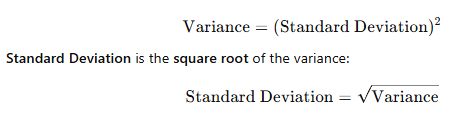 Variance = (Standard Deviation)²
Standard Deviation is the square root of the variance:
Standard Deviation = √Variance